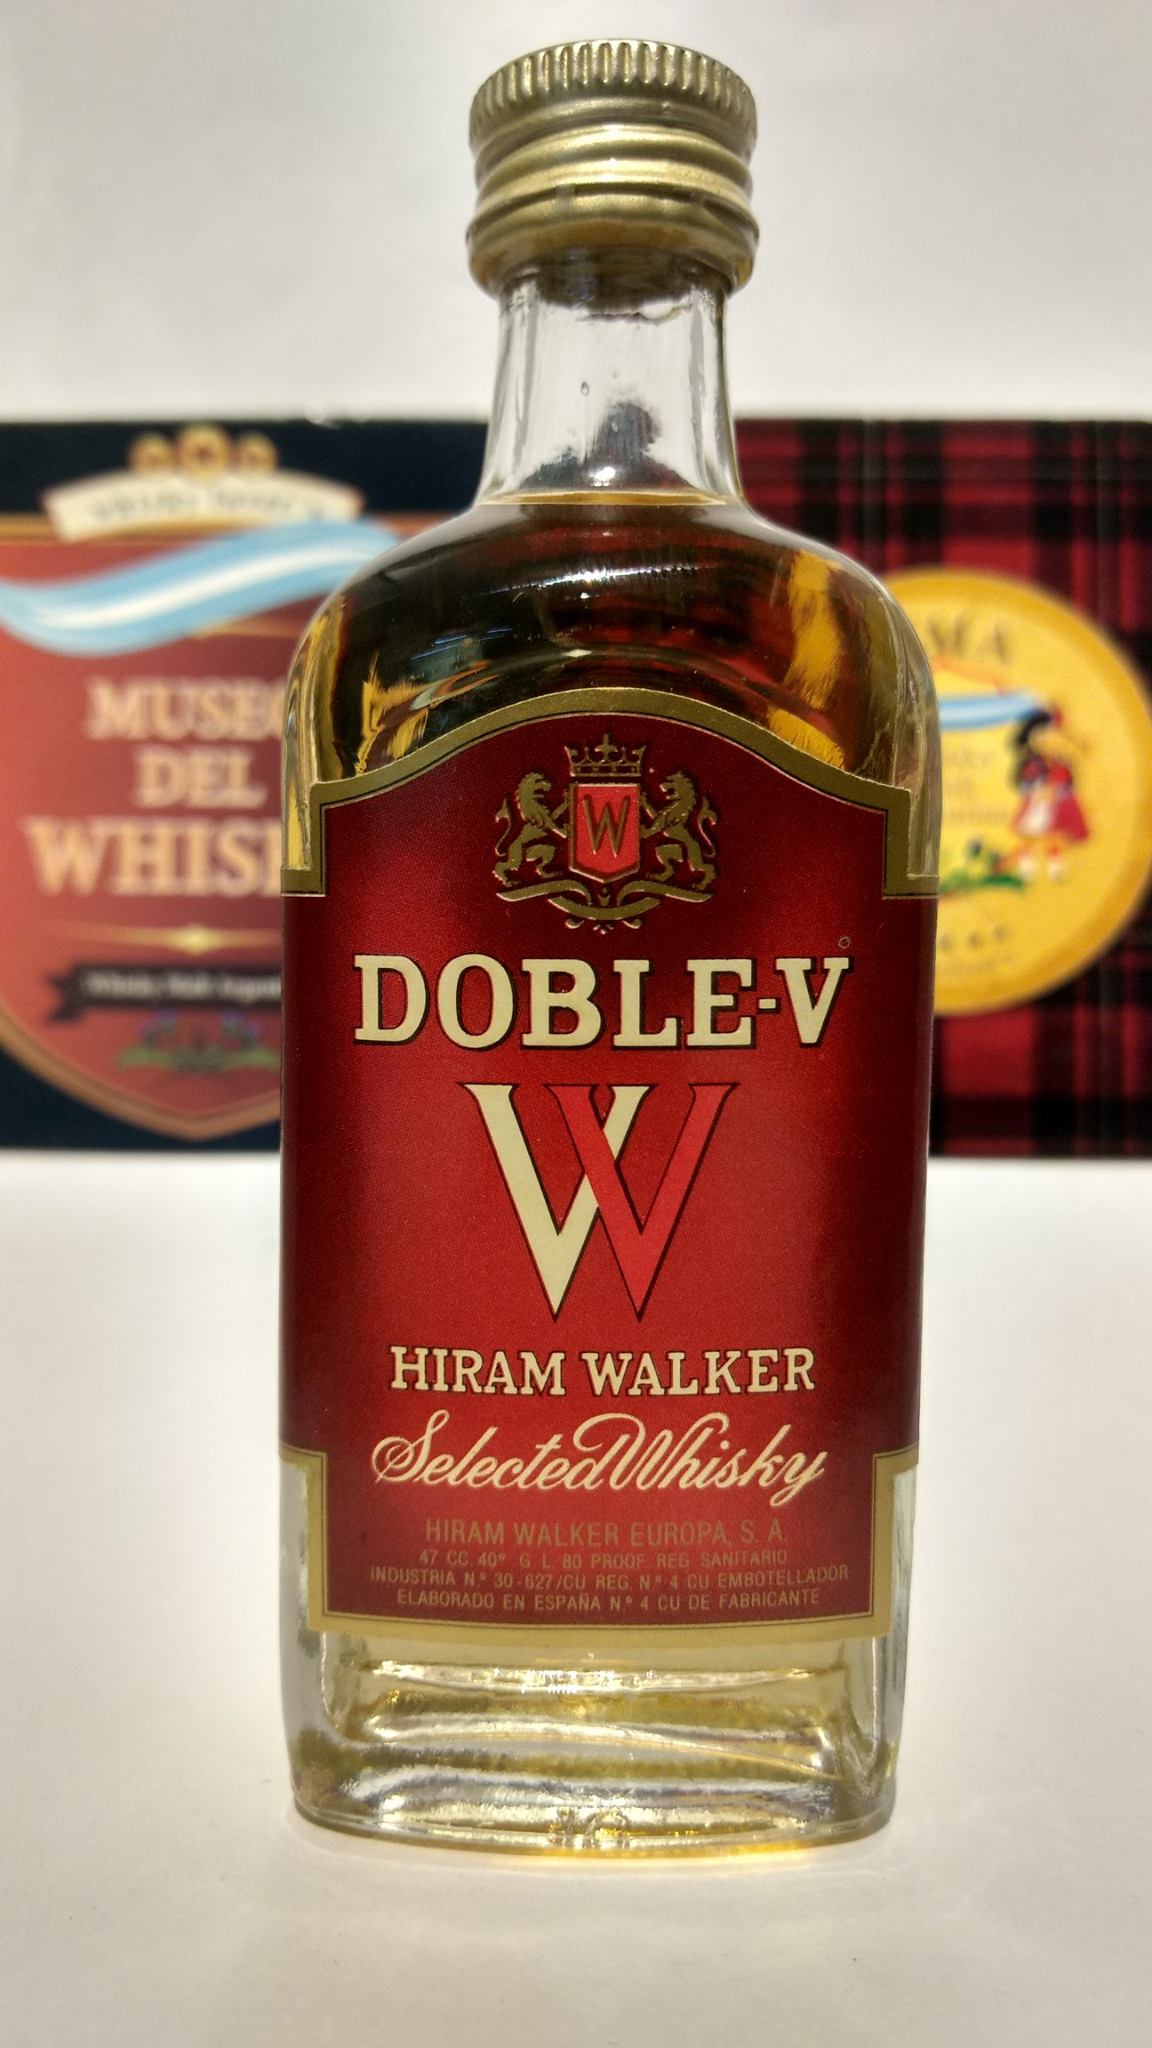 MUSEO
DEL
WHIS
W
DOBLE-V
W
HIRAM WALKER
Selected Whisky
HIRAM WALKER EUROPA, S. A.
47 CC. 40º G. L. 80 PROOF. REG. SANITARIO
INDUSTRIA N.º 30-627/CU REG. N.º 4 CU EMBOTELLADOR
ELABORADO EN ESPAÑA N.º 4 CU DE FABRICANTE